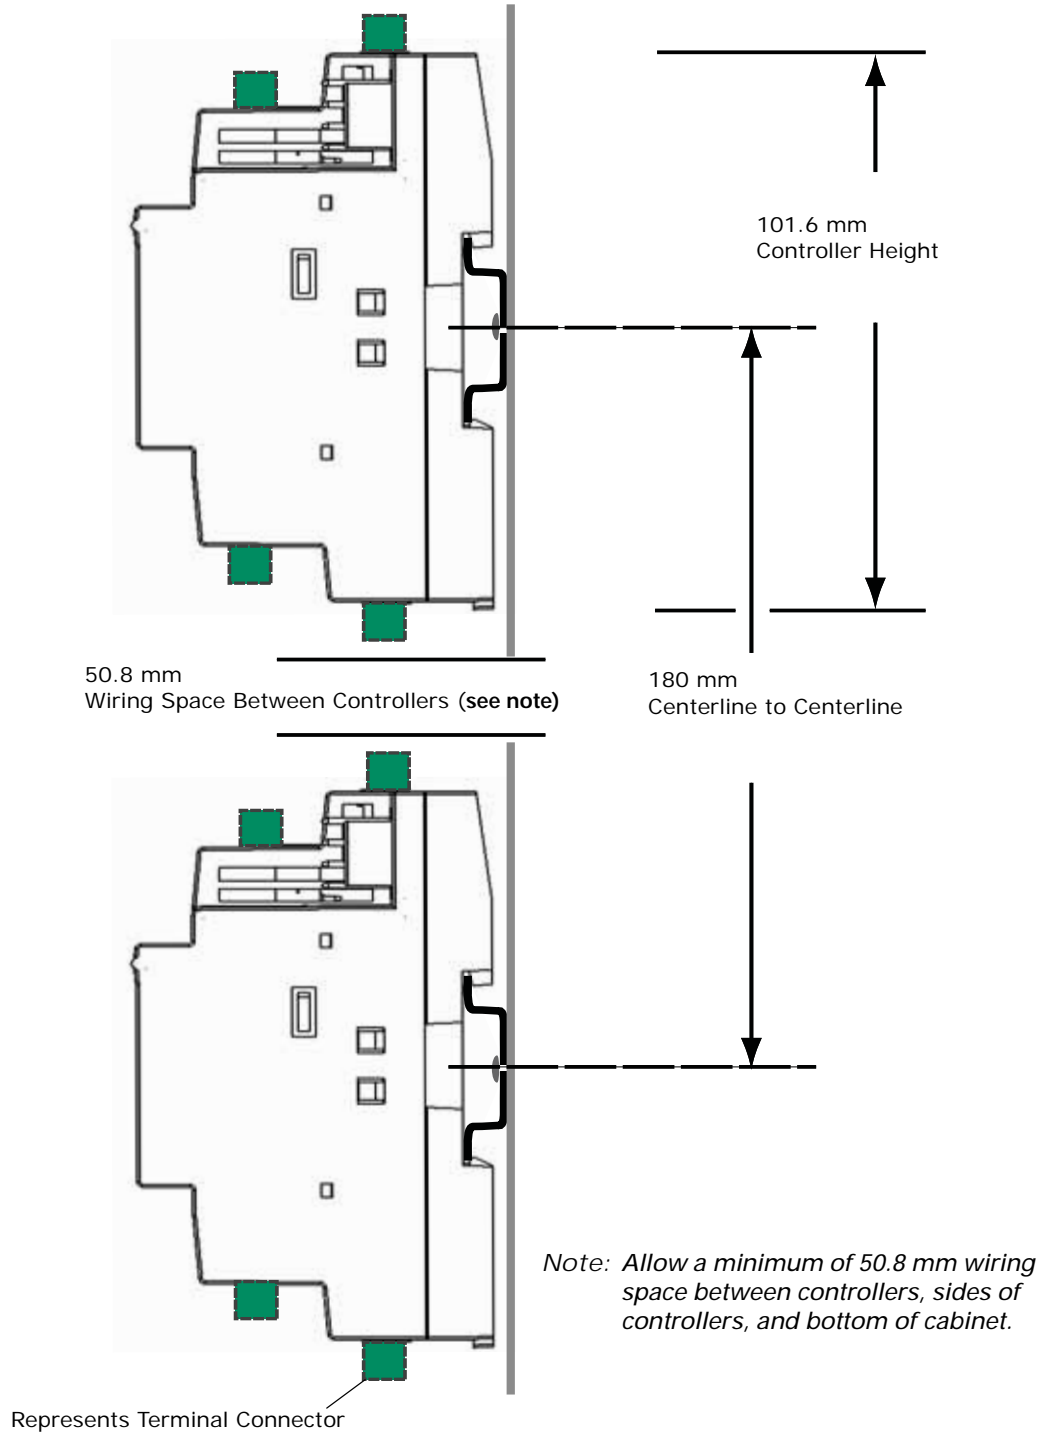 101.6 mm
Controller Height
50.8 mm
Wiring Space Between Controllers (see note)
180 mm
Centerline to Centerline
Note: Allow a minimum of 50.8 mm wiring
space between controllers, sides of
controllers, and bottom of cabinet.
Represents Terminal Connector